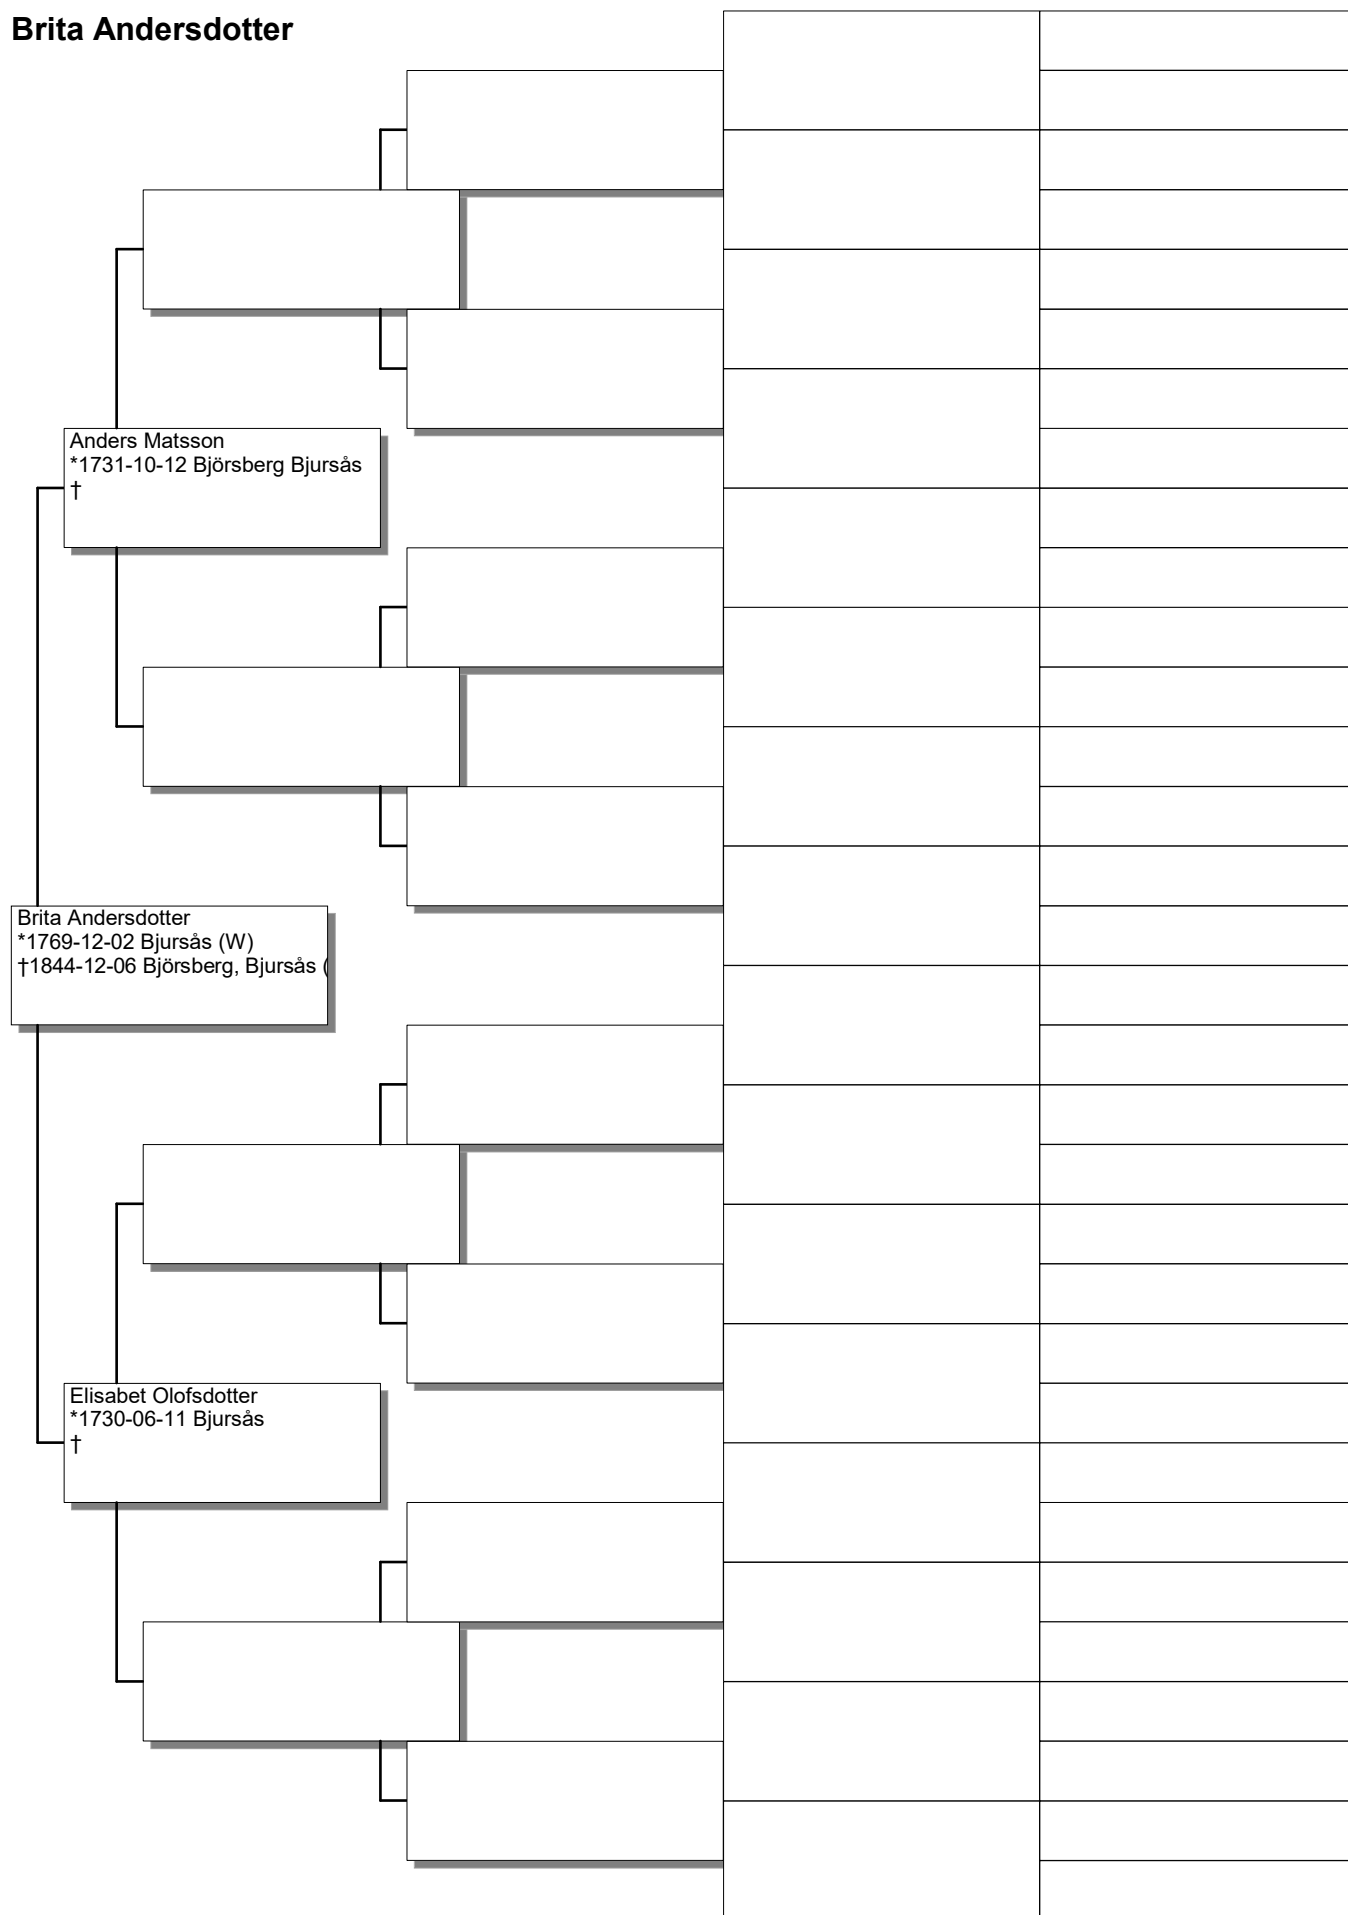 Brita Andersdotter
Anders Matsson
*1731-10-12 Björsberg Bjursås
†
Brita Andersdotter
*1769-12-02 Bjursås (W)
†1844-12-06 Björsberg, Bjursås (
Elisabet Olofsdotter
*1730-06-11 Bjursås
†